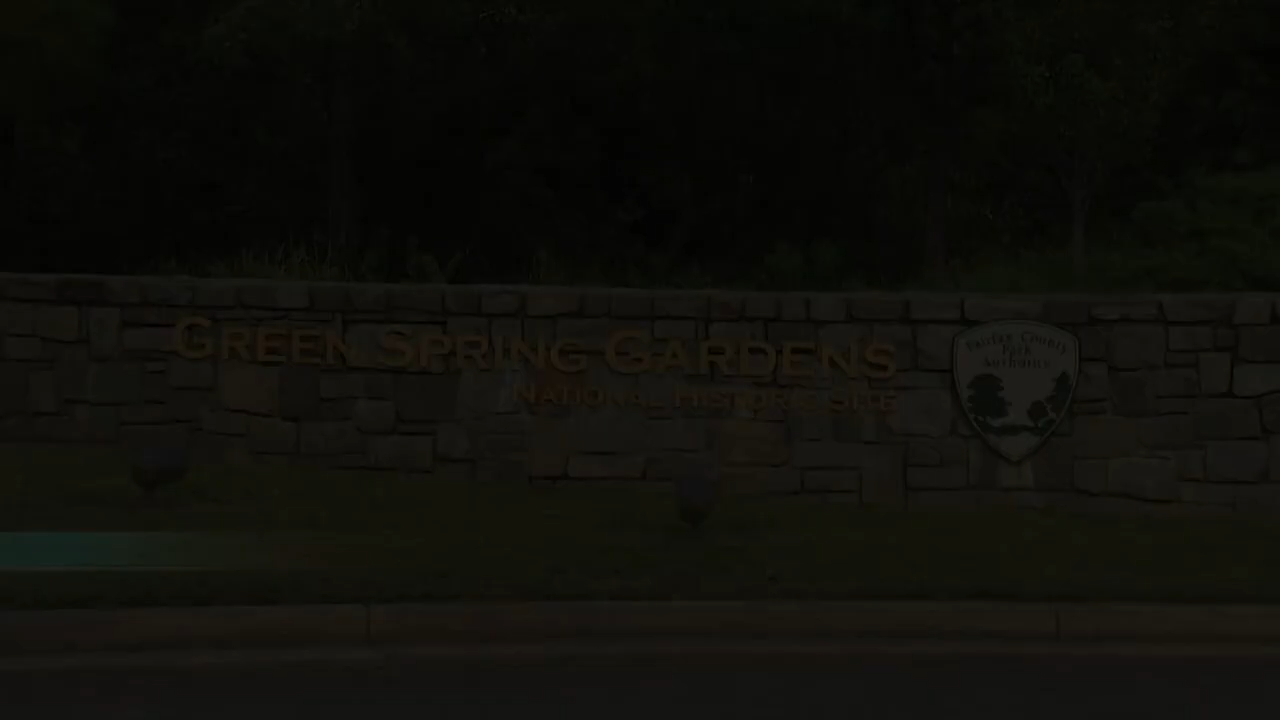 GREEN SPRING GARDENS
NATIONAL HISTORIC SITE
Fairfax County
Park
Authority